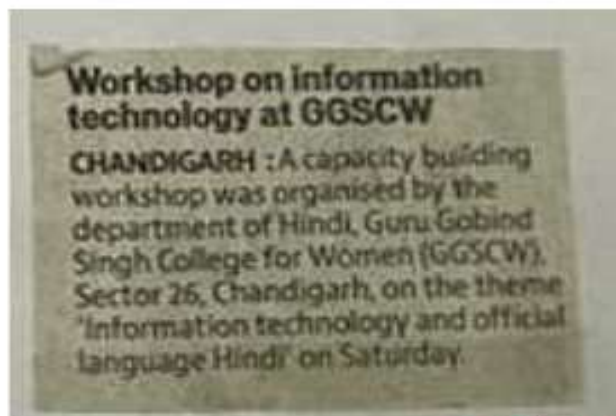 Workshop on information
technology at GGSCW
CHANDIGARH : A capacity building
workshop was organised by the
department of Hindi, Guru Gobind
Singh College for Women (GGSCW),
Sector 26, Chandigarh, on the theme
'Information technology and official
language Hindi' on Saturday.